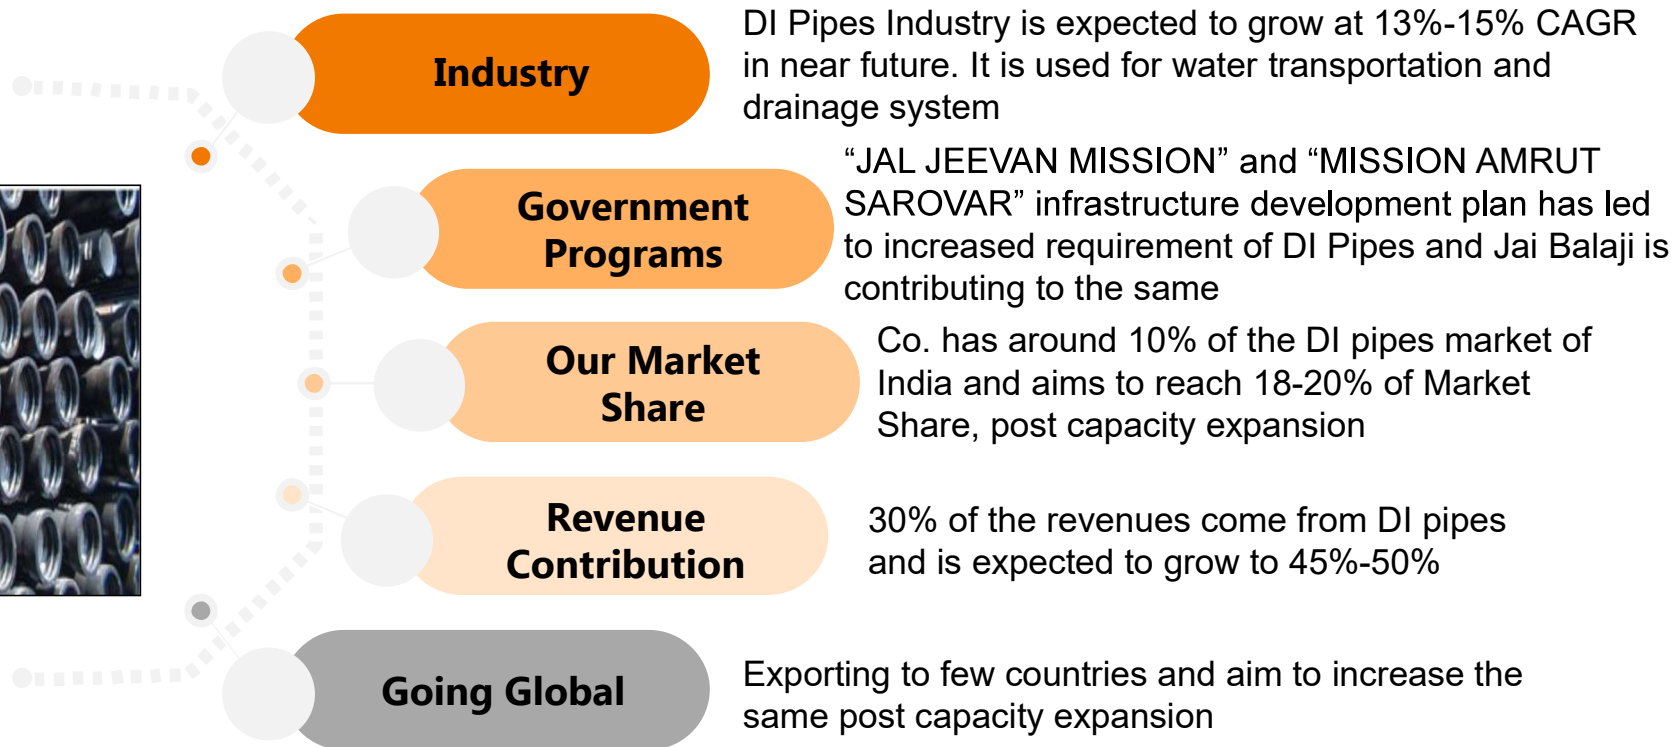 Industry
DI Pipes Industry is expected to grow at 13%-15% CAGR
in near future. It is used for water transportation and
drainage system
Government
Programs
“JAL JEEVAN MISSION” and “MISSION AMRUT
SAROVAR” infrastructure development plan has led
to increased requirement of DI Pipes and Jai Balaji is
contributing to the same
Our Market
Share
Co. has around 10% of the DI pipes market of
India and aims to reach 18-20% of Market
Share, post capacity expansion
Revenue
Contribution
30% of the revenues come from DI pipes
and is expected to grow to 45%-50%
Going Global
Exporting to few countries and aim to increase the
same post capacity expansion